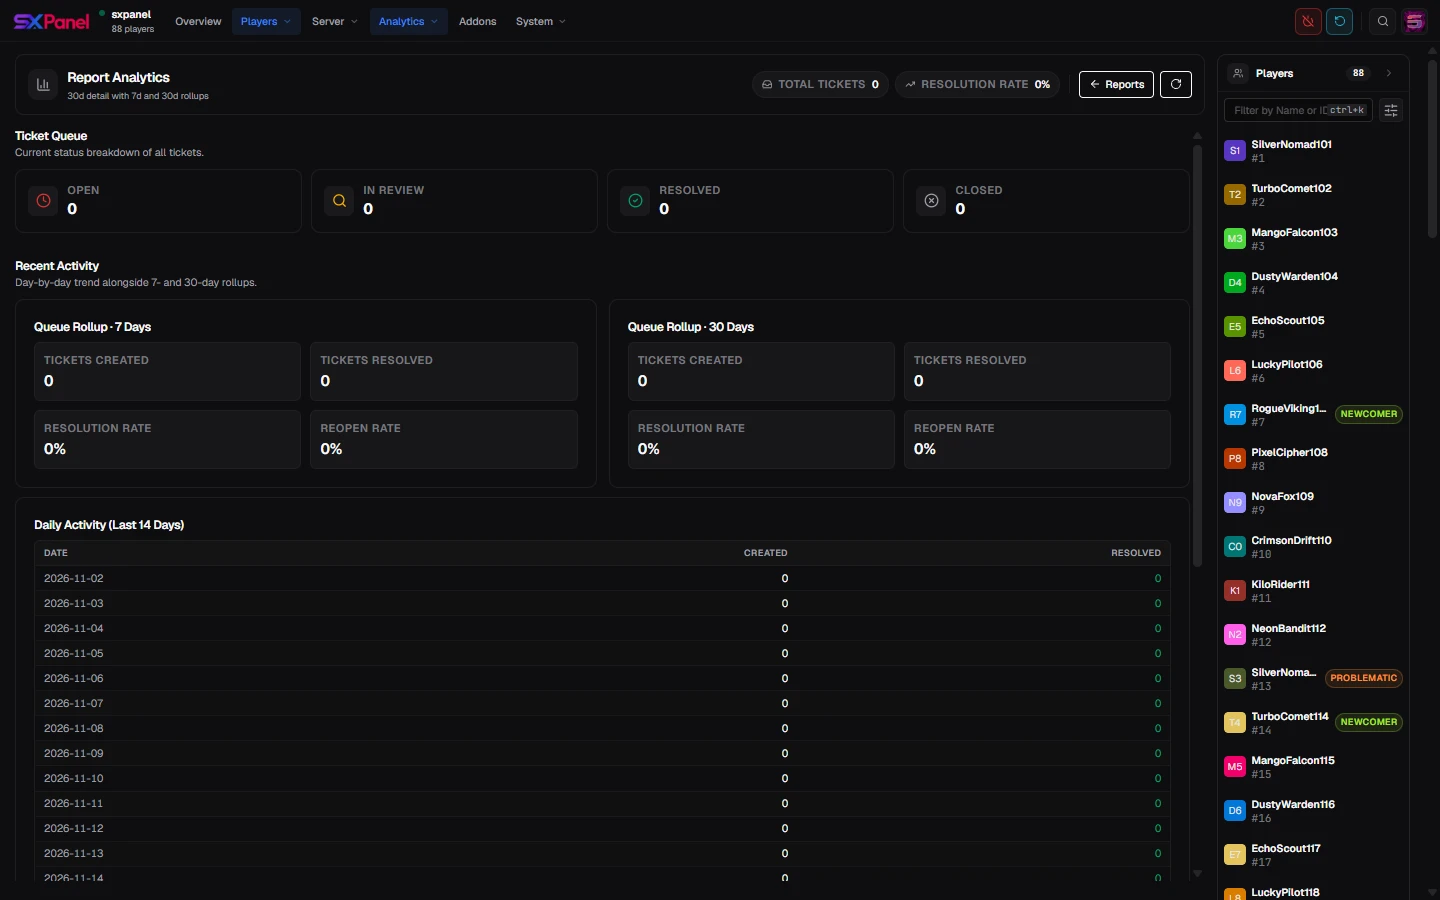 SXPanel
sxpanel
88 players
Overview
Players
Server
Analytics
Addons
System
Report Analytics
30d detail with 7d and 30d rollups
TOTAL TICKETS 0
RESOLUTION RATE 0%
Reports
Ticket Queue
Current status breakdown of all tickets.
OPEN
0
IN REVIEW
0
RESOLVED
0
CLOSED
0
Recent Activity
Day-by-day trend alongside 7- and 30-day rollups.
Queue Rollup · 7 Days
TICKETS CREATED
0
TICKETS RESOLVED
0
RESOLUTION RATE
0%
REOPEN RATE
0%
Queue Rollup · 30 Days
TICKETS CREATED
0
TICKETS RESOLVED
0
RESOLUTION RATE
0%
REOPEN RATE
0%
Daily Activity (Last 14 Days)
DATE CREATED RESOLVED
2026-11-02 0 0
2026-11-03 0 0
2026-11-04 0 0
2026-11-05 0 0
2026-11-06 0 0
2026-11-07 0 0
2026-11-08 0 0
2026-11-09 0 0
2026-11-10 0 0
2026-11-11 0 0
2026-11-12 0 0
2026-11-13 0 0
2026-11-14 0 0
Players 88
Filter by Name or ID ctrl+k
S1 SilverNomad101
#1
T2 TurboComet102
#2
M3 MangoFalcon103
#3
D4 DustyWarden104
#4
E5 EchoScout105
#5
L6 LuckyPilot106
#6
R7 RogueViking1... NEWCOMER
#7
P8 PixelCipher108
#8
N9 NovaFox109
#9
C0 CrimsonDrift110
#10
K1 KiloRider111
#11
N2 NeonBandit112
#12
S3 SilverNoma... PROBLEMATIC
#13
T4 TurboComet114 NEWCOMER
#14
M5 MangoFalcon115
#15
D6 DustyWarden116
#16
E7 EchoScout117
#17
L8 LuckyPilot118